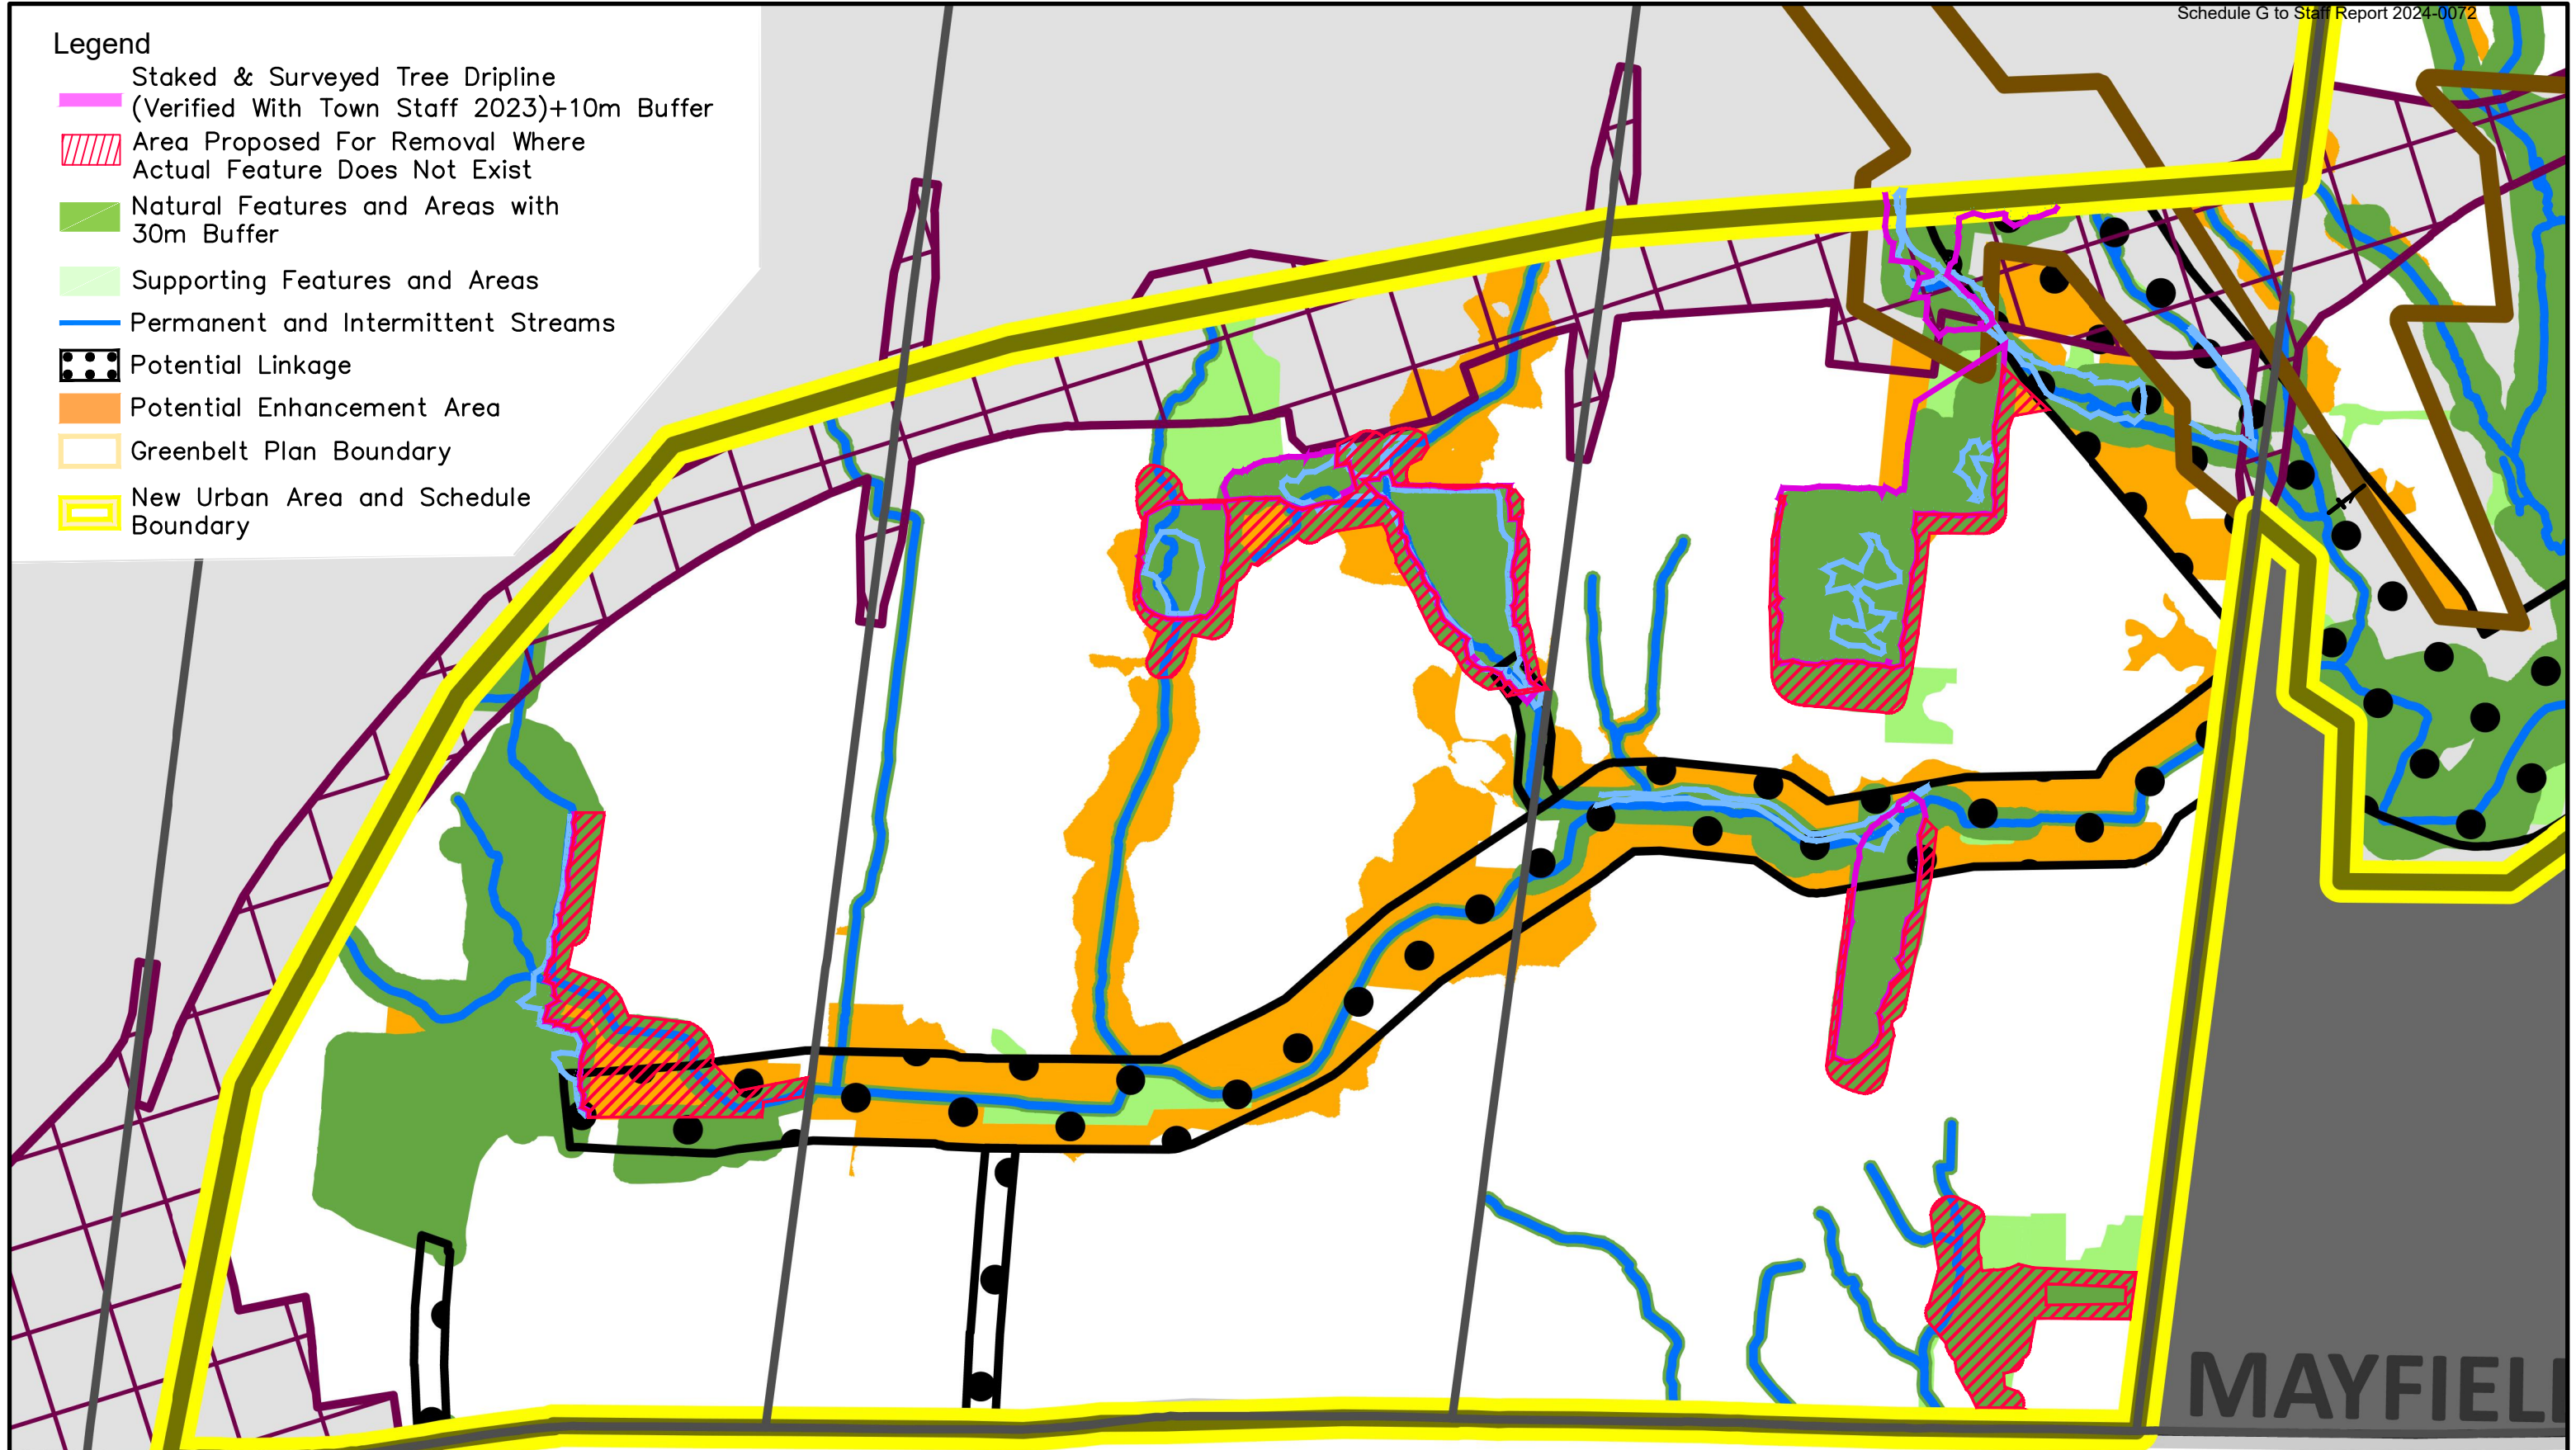 Schedule G to Staff Report 2024-0072
Legend
Staked & Surveyed Tree Dripline
(Verified With Town Staff 2023)+10m Buffer
Area Proposed For Removal Where
Actual Feature Does Not Exist
Natural Features and Areas with
30m Buffer
Supporting Features and Areas
Permanent and Intermittent Streams
Potential Linkage
Potential Enhancement Area
Greenbelt Plan Boundary
New Urban Area and Schedule
Boundary
MAYFIEL